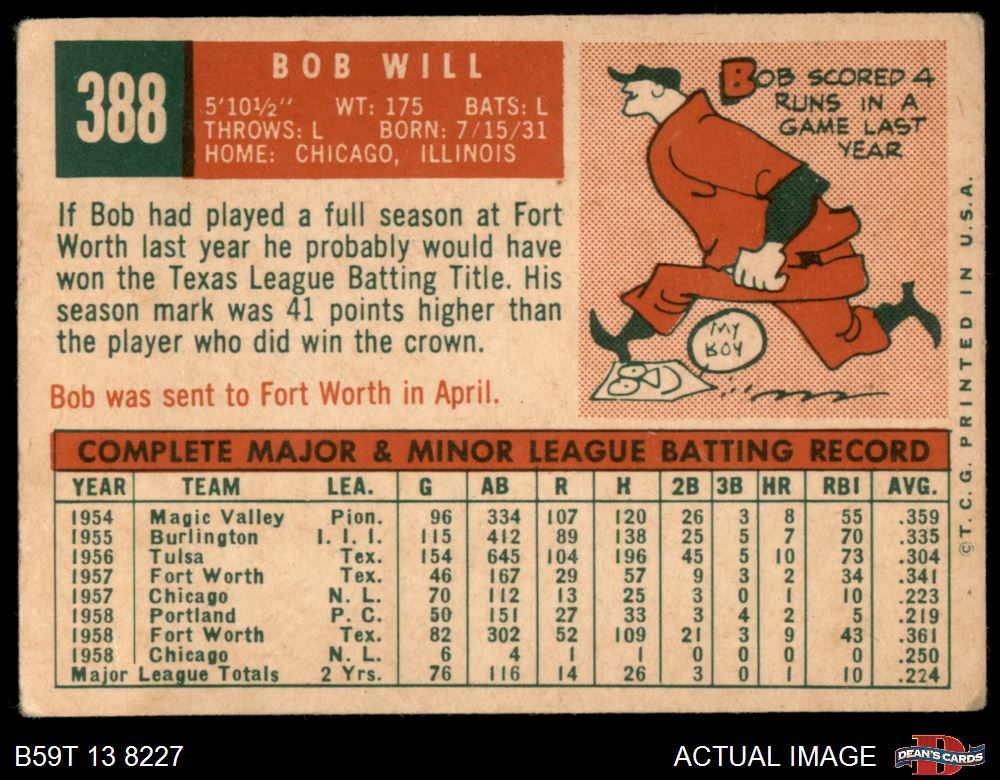 388
BOB WILL
5'10½" WT: 175 BATS: L
THROWS: L BORN: 7/15/31
HOME: CHICAGO, ILLINOIS
BOB SCORED 4
RUNS IN A
GAME LAST
YEAR
MY
BOY
If Bob had played a full season at Fort
Worth last year he probably would have
won the Texas League Batting Title. His
season mark was 41 points higher than
the player who did win the crown.
Bob was sent to Fort Worth in April.
COMPLETE MAJOR & MINOR LEAGUE BATTING RECORD
YEAR TEAM LEA. G AB R H 2B 3B HR RBI AVG.
1954 Magic Valley Pion. 96 334 107 120 26 3 8 55 .359
1955 Burlington I. I. I. 115 412 89 138 25 5 7 70 .335
1956 Tulsa Tex. 154 645 104 196 45 5 10 73 .304
1957 Fort Worth Tex. 46 167 29 57 9 3 2 34 .341
1957 Chicago N. L. 70 112 13 25 3 0 1 10 .223
1958 Portland P. C. 50 151 27 33 3 4 2 5 .219
1958 Fort Worth Tex. 82 302 52 109 21 3 9 43 .361
1958 Chicago N. L. 6 4 1 1 0 0 0 0 .250
Major League Totals 2 Yrs. 76 116 14 26 3 0 1 10 .224
© T. C. G. PRINTED IN U.S.A.
B59T 13 8227
ACTUAL IMAGE
D
DEAN'S CARDS